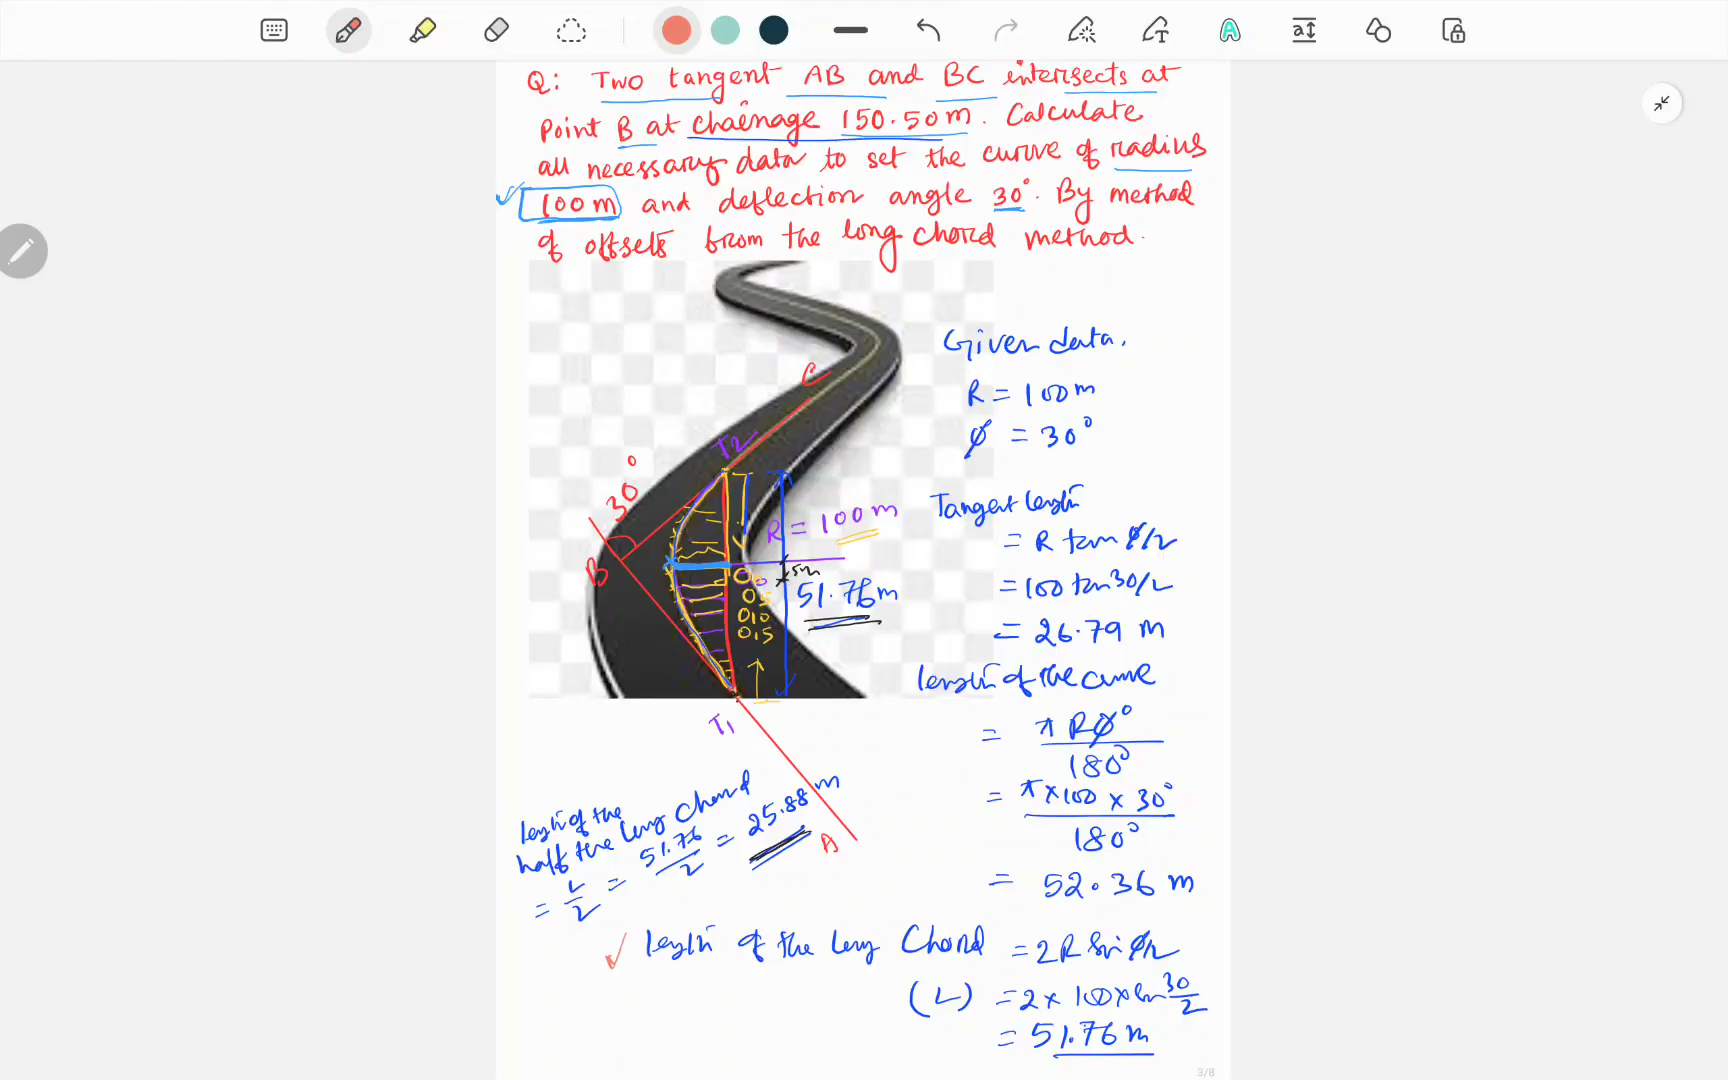 Q: Two tangent AB and BC intersects at
Point B at chainage 150.50m. Calculate
all necessary data to set the curve of radius
100 m and deflection angle 30°. By method
of offsets from the long chord method.
Given data.
R = 100 m
ϕ = 30°
C
T2
30°
B
R = 100 m
5m
51.76 m
O0
O5
O10
O15
T1
A
Tangent length
= R tan ϕ/2
= 100 tan 30/2
= 26.79 m
length of the curve
= πRϕ°
180°
= π × 100 × 30°
180°
= 52.36 m
length of the
half the long chord
= L/2 = 51.76/2 = 25.88 m
length of the long Chord = 2R Sin ϕ/2
(L) = 2 × 100 × sin 30/2
= 51.76 m
3/8